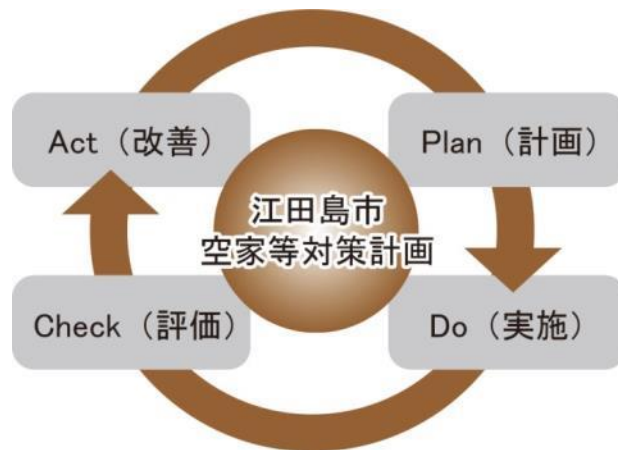 Act（改善）
Plan（計画）
江田島市
空家等対策計画
Check（評価）
Do（実施）